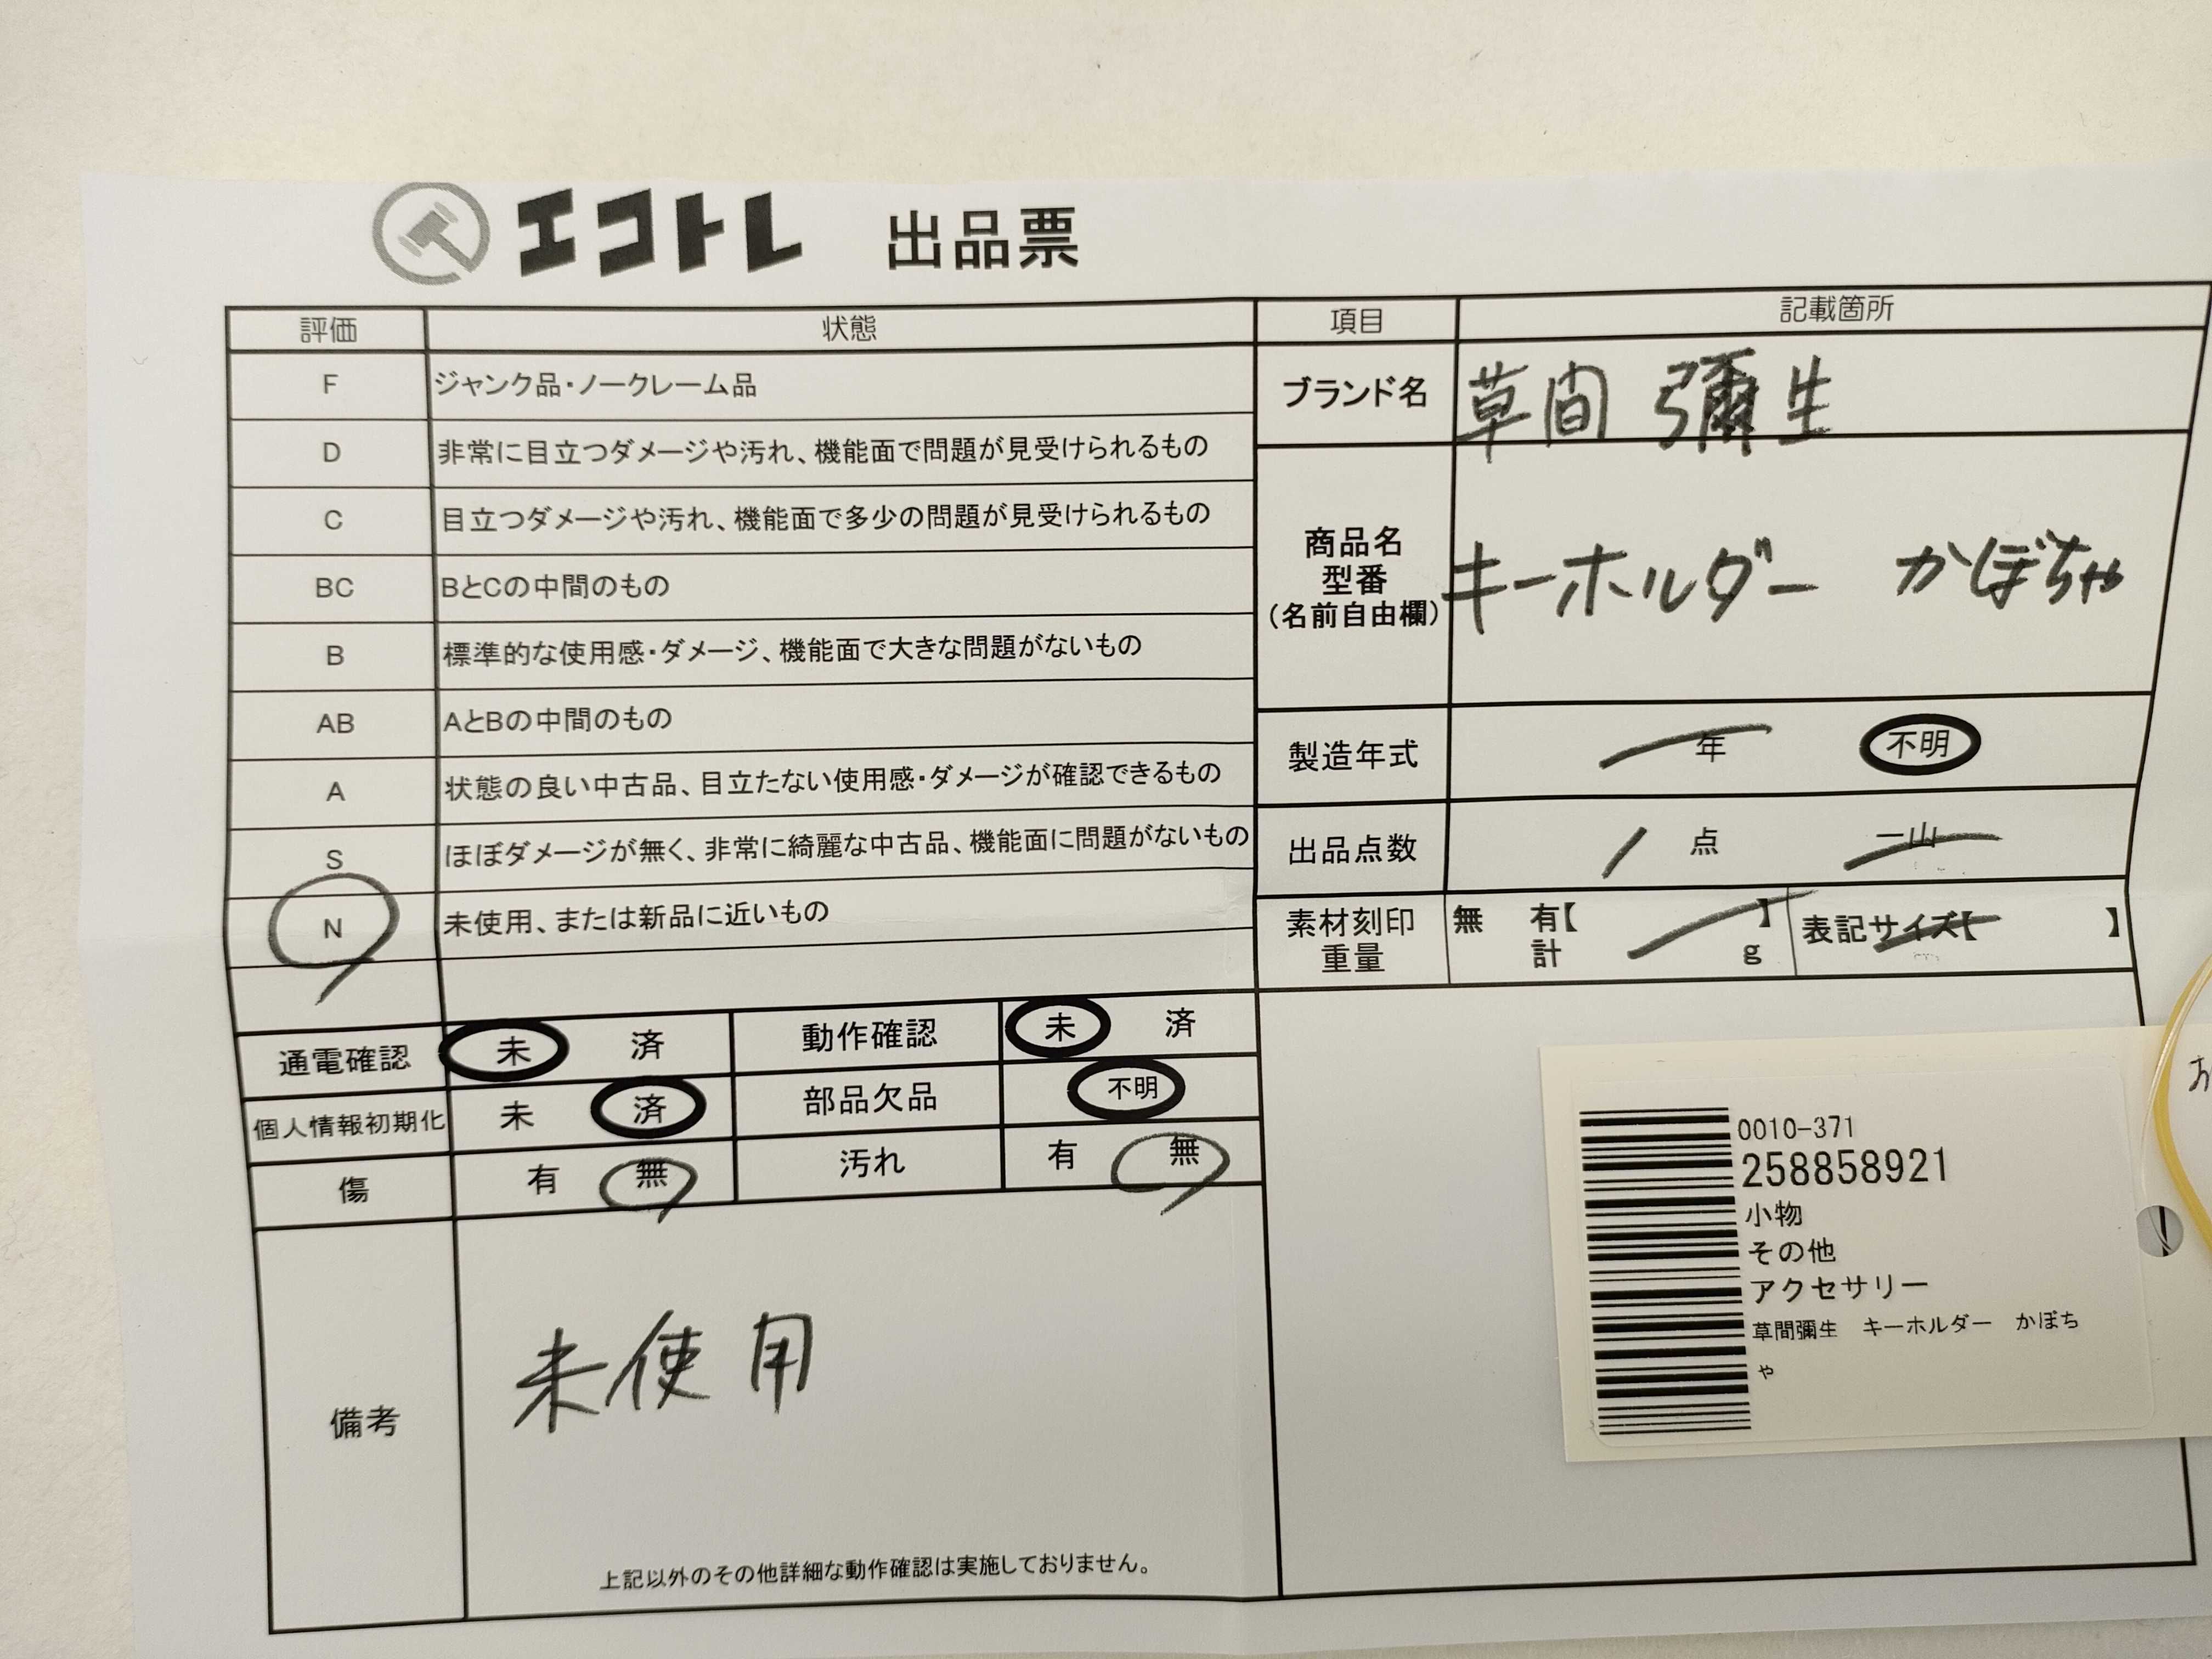 エコトレ 出品票
評価 状態
F ジャンク品・ノークレーム品
D 非常に目立つダメージや汚れ、機能面で問題が見受けられるもの
C 目立つダメージや汚れ、機能面で多少の問題が見受けられるもの
BC BとCの中間のもの
B 標準的な使用感・ダメージ、機能面で大きな問題がないもの
AB AとBの中間のもの
A 状態の良い中古品、目立たない使用感・ダメージが確認できるもの
S ほぼダメージが無く、非常に綺麗な中古品、機能面に問題がないもの
N 未使用、または新品に近いもの
項目 記載箇所
ブランド名 草間 彌生
商品名
型番
(名前自由欄)
キーホルダー かぼちゃ
製造年式 年 不明
出品点数 1 点 一山
素材刻印 無 有【 】 表記サイズ【 】
重量 計 g
通電確認 未 済 動作確認 未 済
個人情報初期化 未 済 部品欠品 不明
傷 有 無 汚れ 有 無
備考 未使用
上記以外のその他詳細な動作確認は実施しておりません。
0010-371
258858921
小物
その他
アクセサリー
草間彌生 キーホルダー かぼち
ゃ